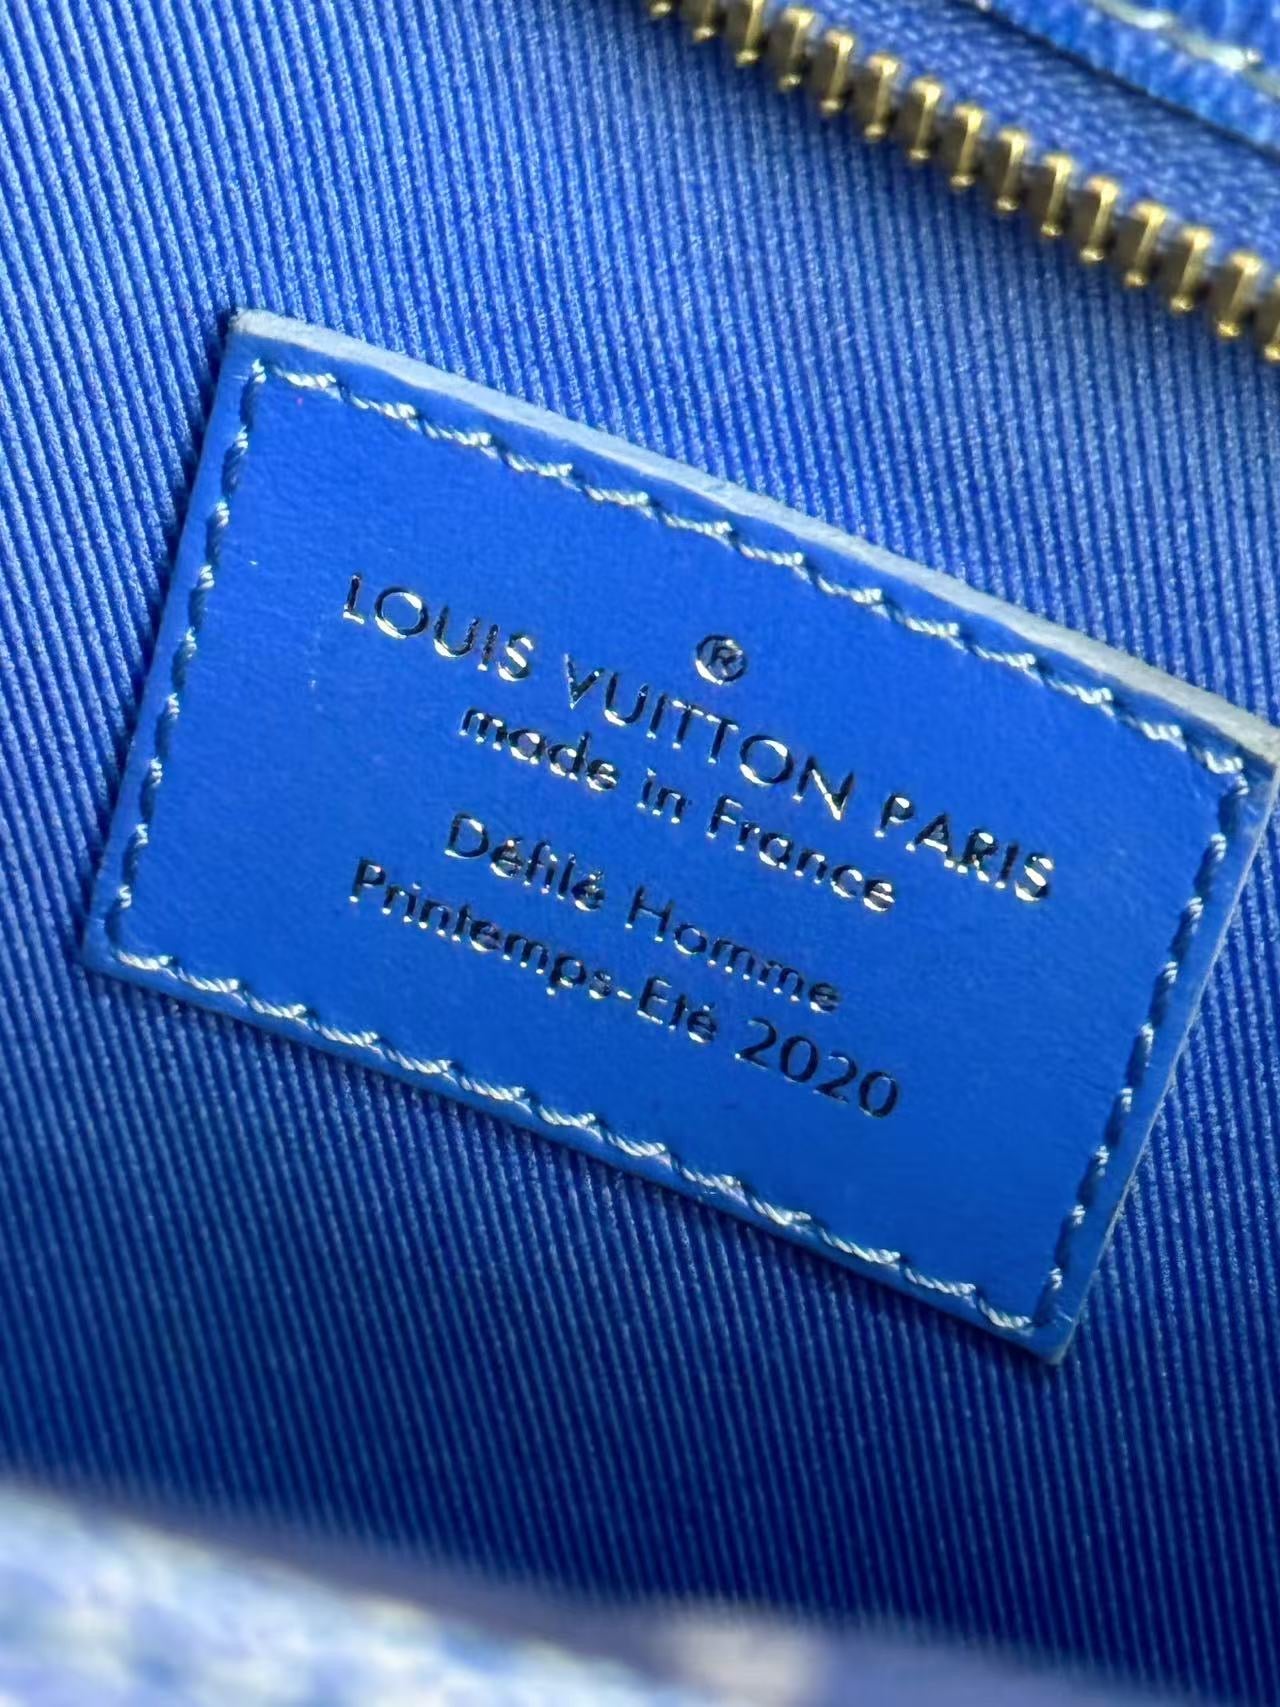 ®
LOUIS VUITTON PARIS
made in France
Défilé Homme
Printemps-Eté 2020